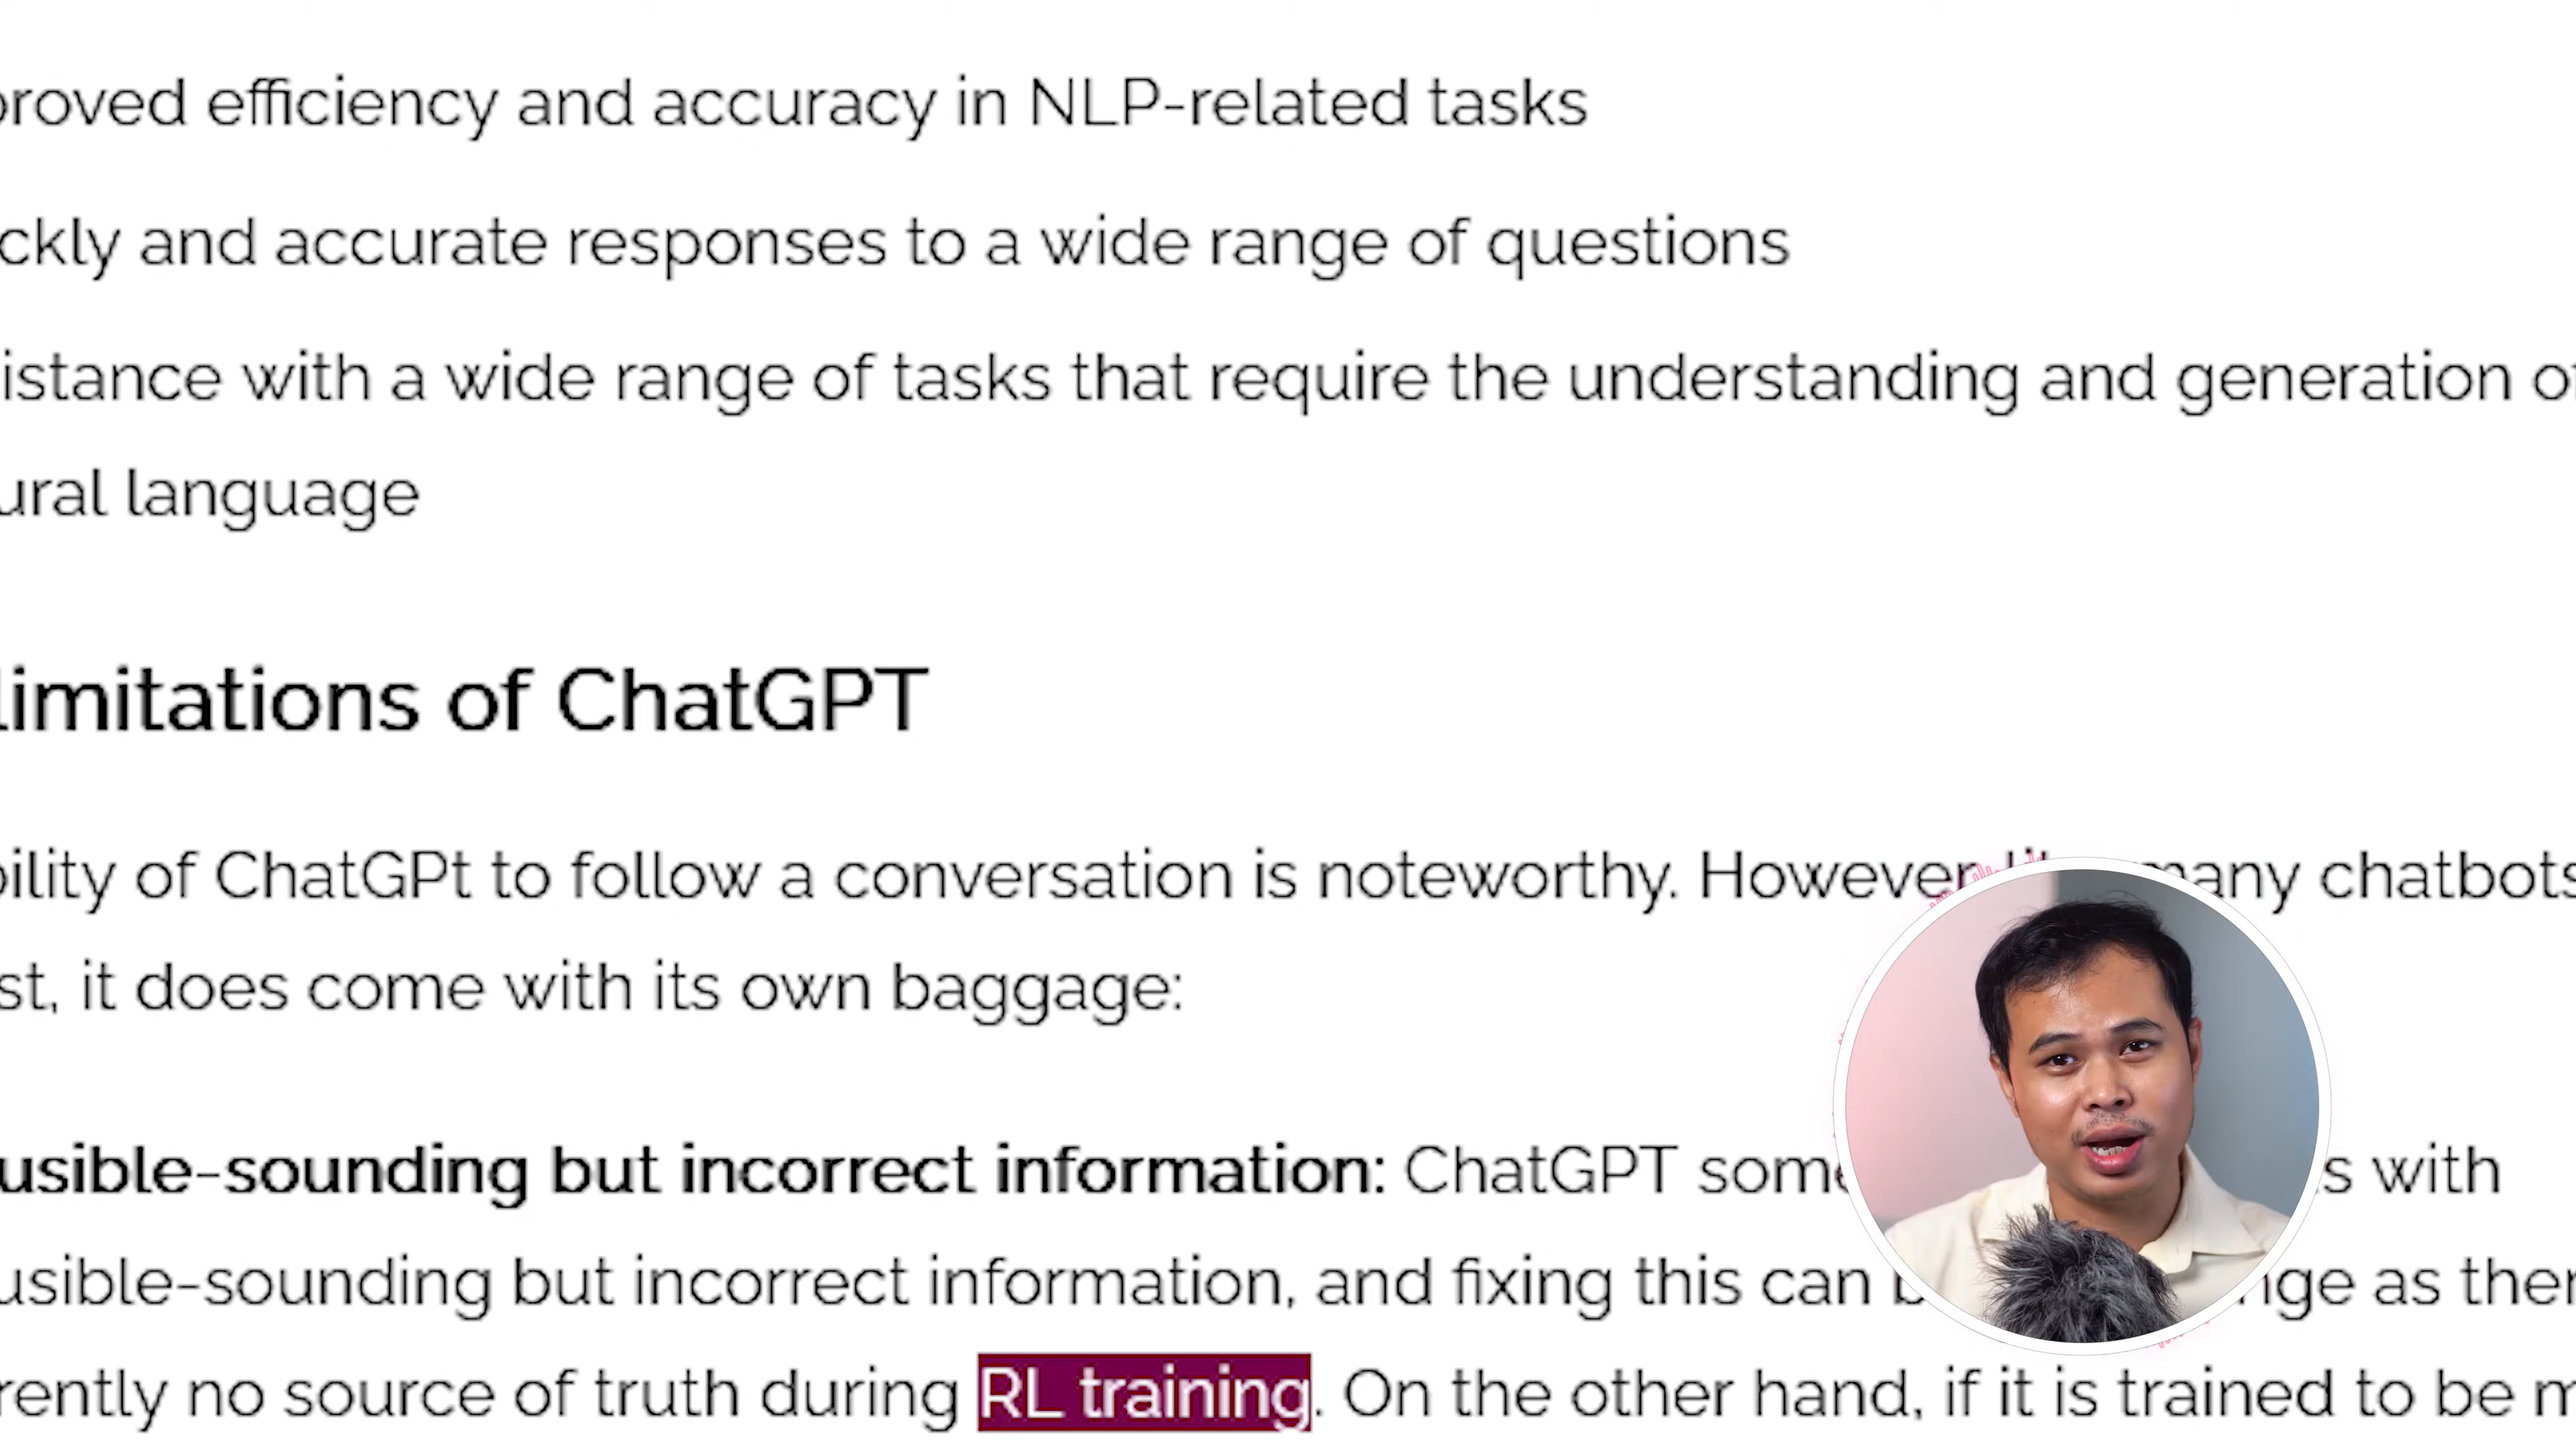 proved efficiency and accuracy in NLP-related tasks
ckly and accurate responses to a wide range of questions
istance with a wide range of tasks that require the understanding and generation of
ural language
limitations of ChatGPT
bility of ChatGPt to follow a conversation is noteworthy. However many chatbots
st, it does come with its own baggage:
usible-sounding but incorrect information: ChatGPT some s with
usible-sounding but incorrect information, and fixing this can b nge as ther
rently no source of truth during RL training. On the other hand, if it is trained to be m